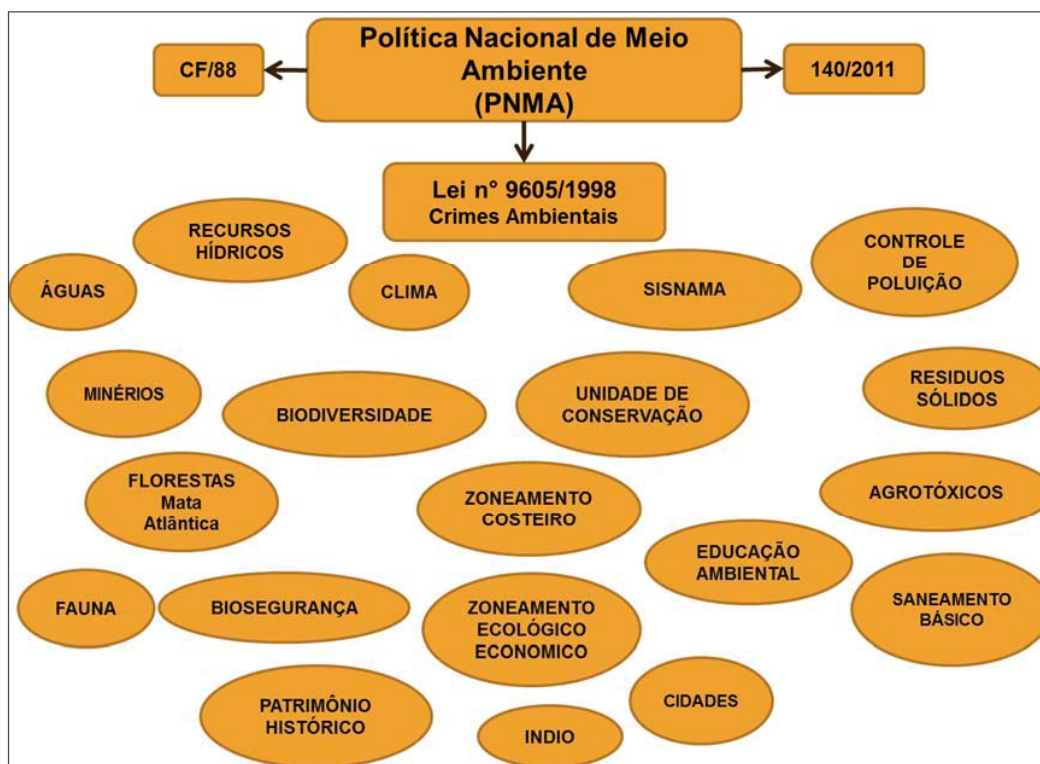 Política Nacional de Meio
Ambiente
(PNMA)
CF/88
140/2011
Lei n° 9605/1998
Crimes Ambientais
RECURSOS
HÍDRICOS
CONTROLE
DE
POLUIÇÃO
ÁGUAS
CLIMA
SISNAMA
MINÉRIOS
BIODIVERSIDADE
UNIDADE DE
CONSERVAÇÃO
RESIDUOS
SÓLIDOS
FLORESTAS
Mata
Atlântica
ZONEAMENTO
COSTEIRO
AGROTÓXICOS
EDUCAÇÃO
AMBIENTAL
FAUNA
BIOSEGURANÇA
ZONEAMENTO
ECOLÓGICO
ECONOMICO
SANEAMENTO
BÁSICO
PATRIMÔNIO
HISTÓRICO
INDIO
CIDADES